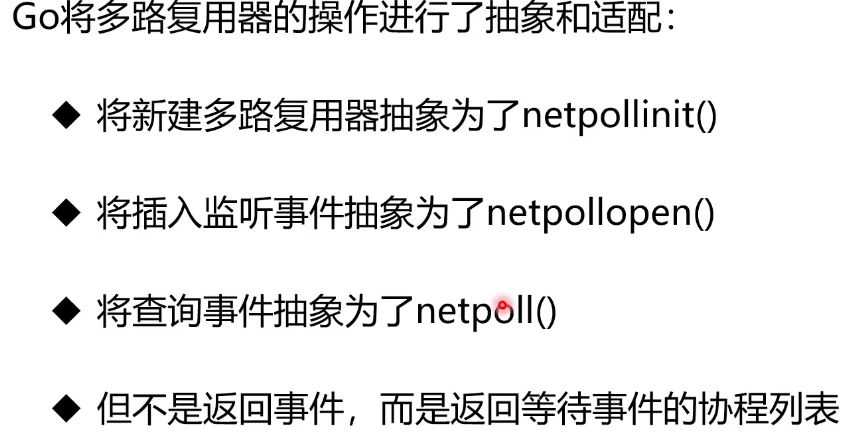 Go将多路复用器的操作进行了抽象和适配：
◆ 将新建多路复用器抽象为了netpollinit()
◆ 将插入监听事件抽象为了netpollopen()
◆ 将查询事件抽象为了netpoll()
◆ 但不是返回事件，而是返回等待事件的协程列表